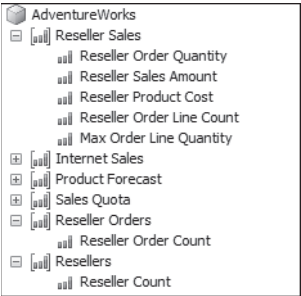 AdventureWorks
Reseller Sales
Reseller Order Quantity
Reseller Sales Amount
Reseller Product Cost
Reseller Order Line Count
Max Order Line Quantity
Internet Sales
Product Forecast
Sales Quota
Reseller Orders
Reseller Order Count
Resellers
Reseller Count